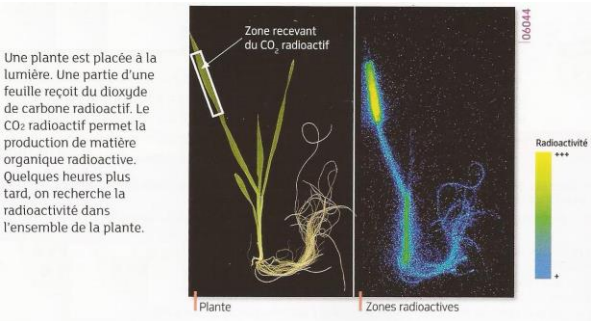 Une plante est placée à la
lumière. Une partie d'une
feuille reçoit du dioxyde
de carbone radioactif. Le
CO2 radioactif permet la
production de matière
organique radioactive.
Quelques heures plus
tard, on recherche la
radioactivité dans
l'ensemble de la plante.
Zone recevant
du CO2 radioactif
06044
Radioactivité
+++
+
Plante
Zones radioactives